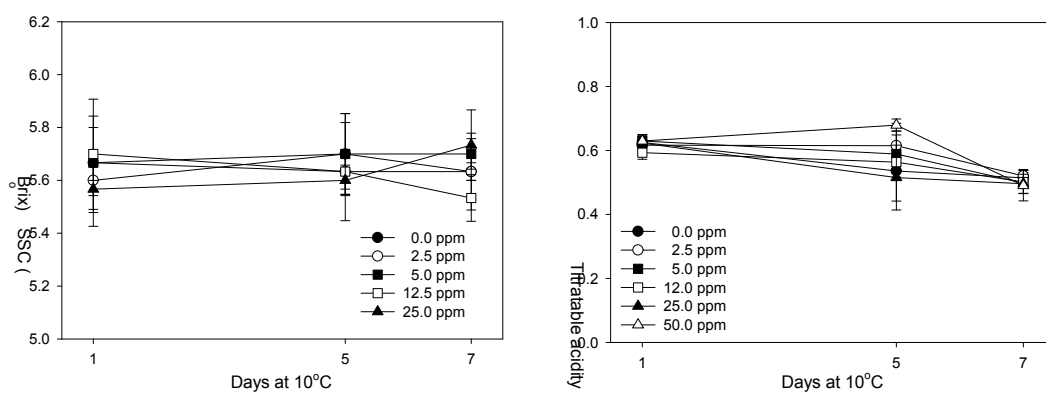 6.2
6.0
5.8
5.6
5.4
5.2
5.0
SSC (
o
Brix)
0.0 ppm
2.5 ppm
5.0 ppm
12.5 ppm
25.0 ppm
1 5 7
Days at 10°C
1.0
0.8
0.6
0.4
0.2
0.0
Titratable acidity
0.0 ppm
2.5 ppm
5.0 ppm
12.0 ppm
25.0 ppm
50.0 ppm
1 5 7
Days at 10°C